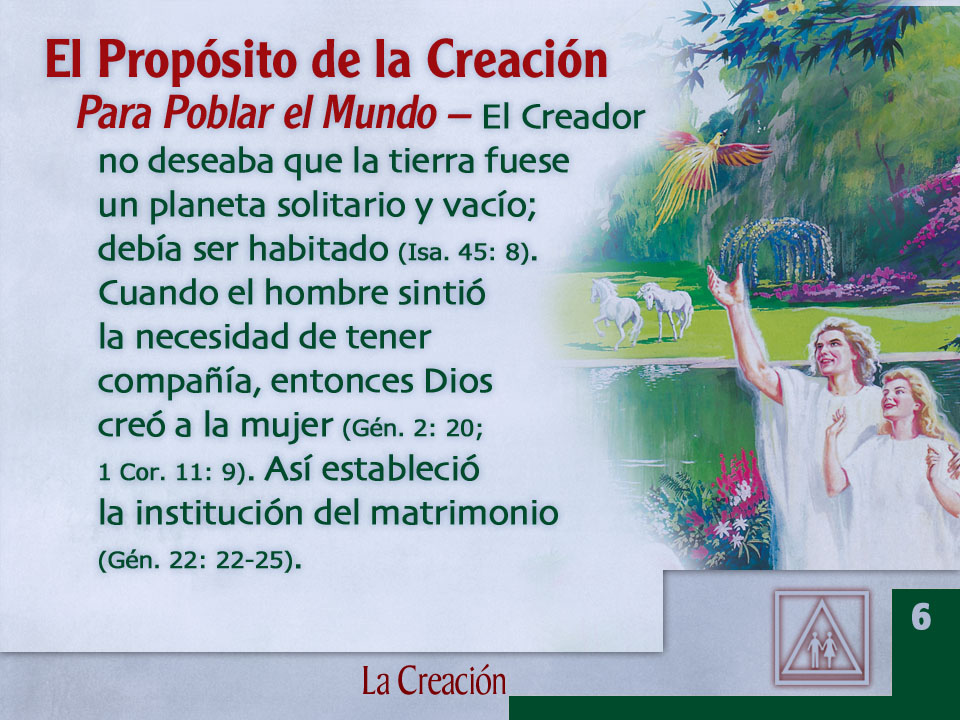 El Propósito de la Creación
Para Poblar el Mundo – El Creador
no deseaba que la tierra fuese
un planeta solitario y vacío;
debía ser habitado (Isa. 45: 8).
Cuando el hombre sintió
la necesidad de tener
compañía, entonces Dios
creó a la mujer (Gén. 2: 20;
1 Cor. 11: 9). Así estableció
la institución del matrimonio
(Gén. 22: 22-25).
6
La Creación